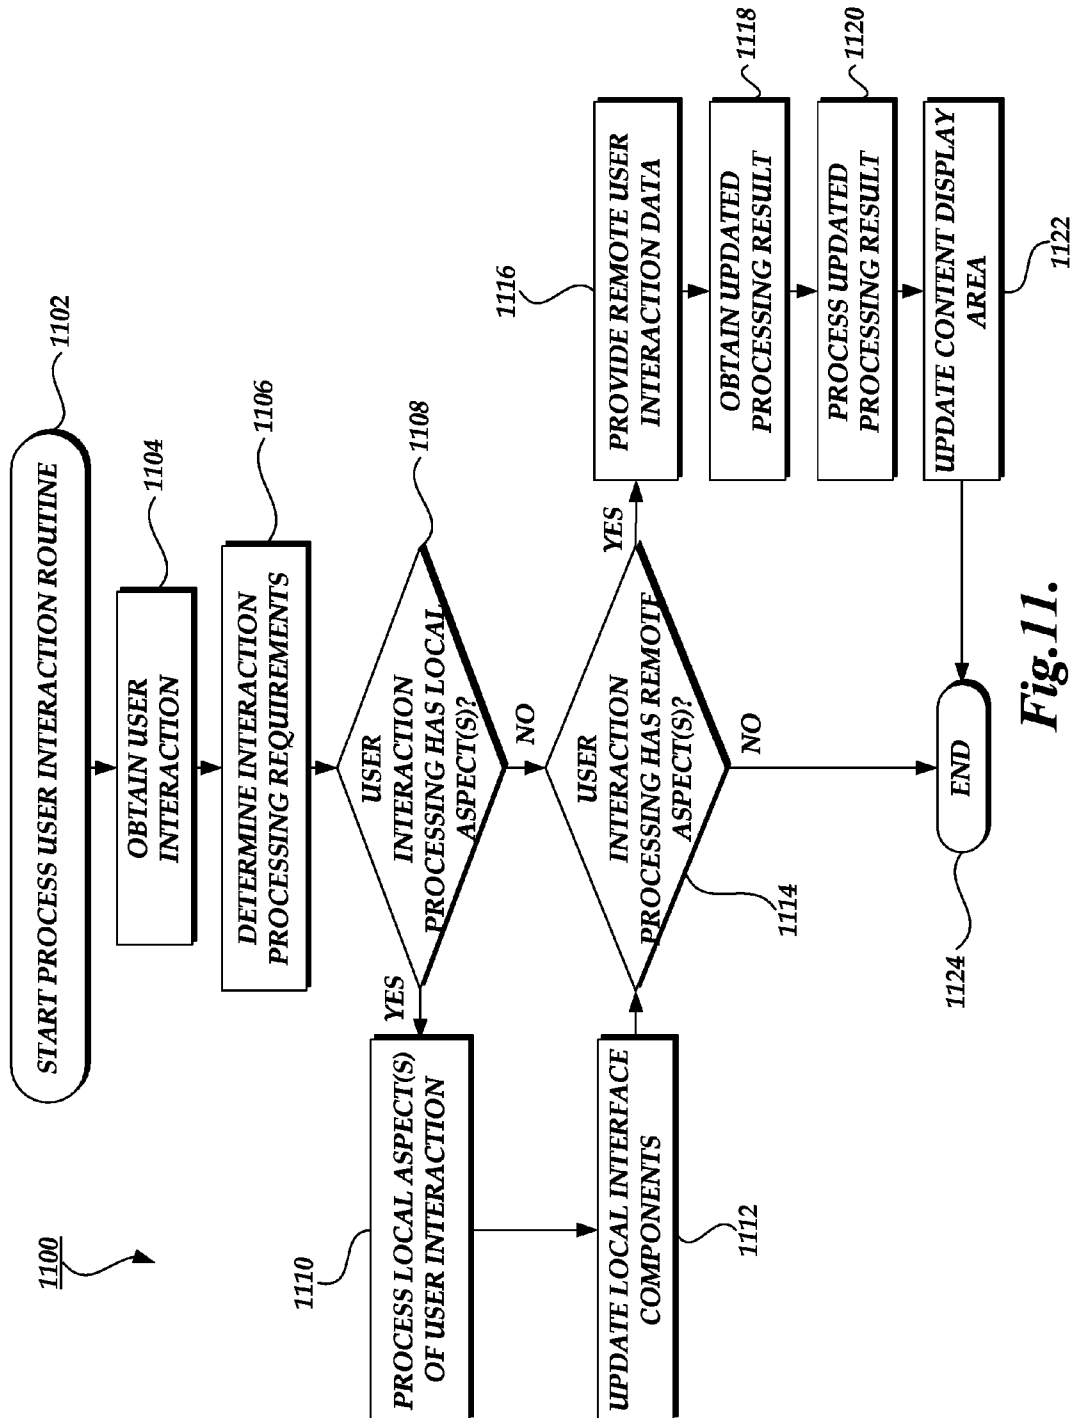 1100
START PROCESS USER INTERACTION ROUTINE
1102
OBTAIN USER
INTERACTION
1104
DETERMINE INTERACTION
PROCESSING REQUIREMENTS
1106
USER
INTERACTION
PROCESSING HAS LOCAL
ASPECT(S)?
1108
YES
NO
PROCESS LOCAL ASPECT(S)
OF USER INTERACTION
1110
UPDATE LOCAL INTERFACE
COMPONENTS
1112
USER
INTERACTION
PROCESSING HAS REMOTE
ASPECT(S)?
1114
YES
NO
PROVIDE REMOTE USER
INTERACTION DATA
1116
OBTAIN UPDATED
PROCESSING RESULT
1118
PROCESS UPDATED
PROCESSING RESULT
1120
UPDATE CONTENT DISPLAY
AREA
1122
END
1124
Fig.11.